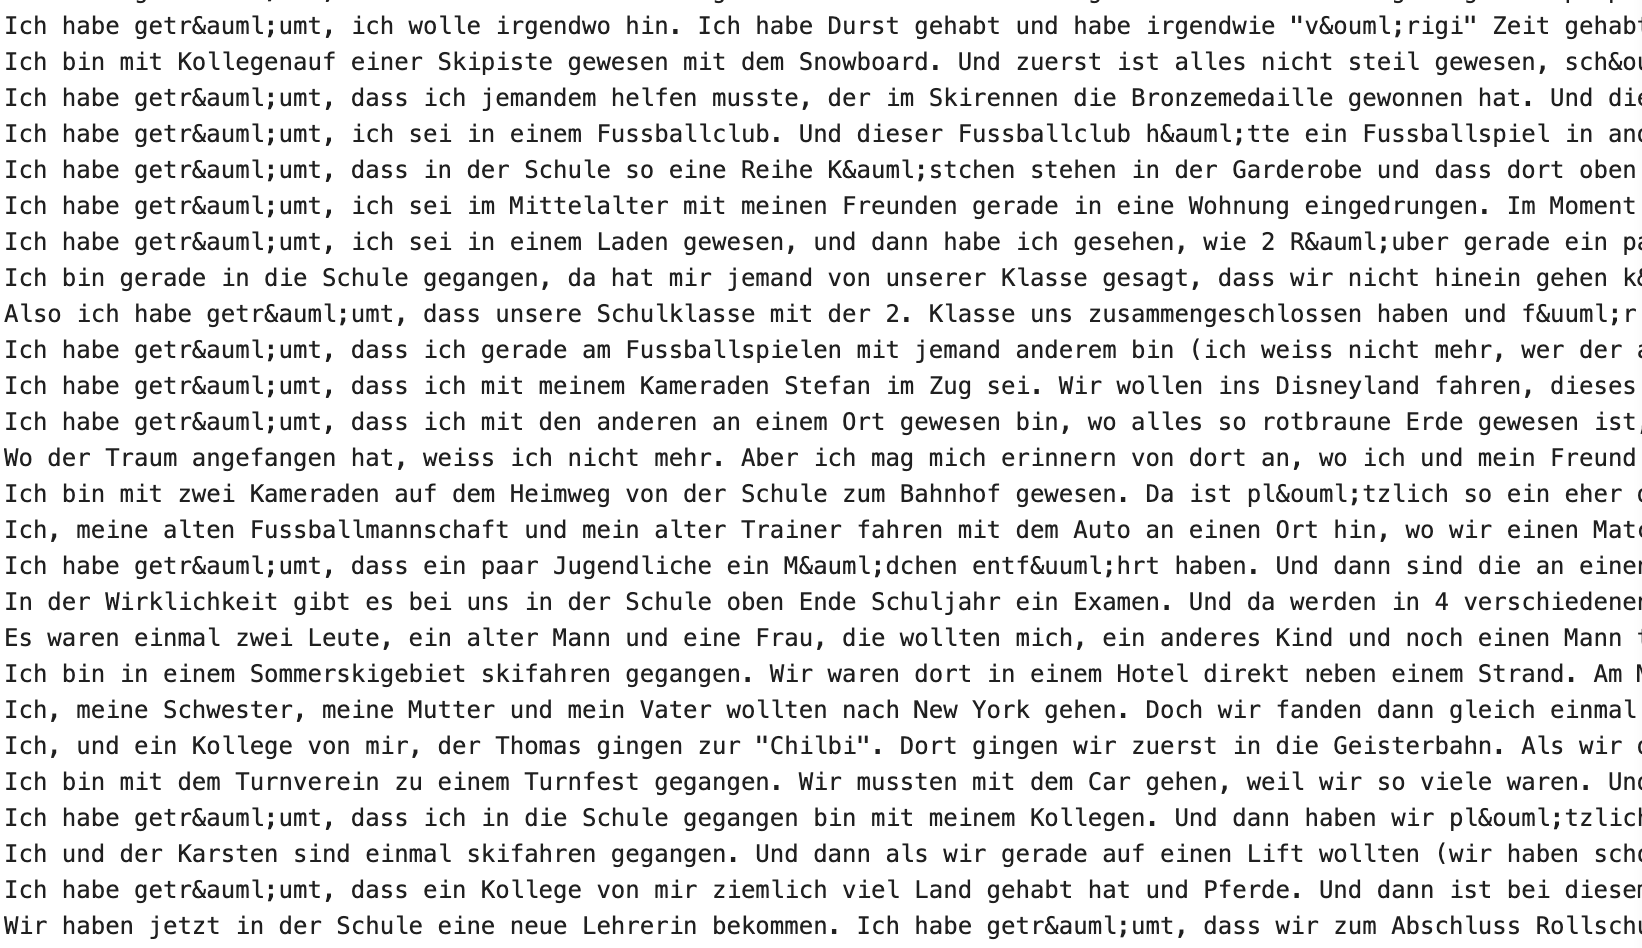 Ich habe getr&auml;umt, ich wolle irgendwo hin. Ich habe Durst gehabt und habe irgendwie "v&ouml;rigi" Zeit gehabt
Ich bin mit Kollegenauf einer Skipiste gewesen mit dem Snowboard. Und zuerst ist alles nicht steil gewesen, sch&ou
Ich habe getr&auml;umt, dass ich jemandem helfen musste, der im Skirennen die Bronzemedaille gewonnen hat. Und die
Ich habe getr&auml;umt, ich sei in einem Fussballclub. Und dieser Fussballclub h&auml;tte ein Fussballspiel in and
Ich habe getr&auml;umt, dass in der Schule so eine Reihe K&auml;stchen stehen in der Garderobe und dass dort oben
Ich habe getr&auml;umt, ich sei im Mittelalter mit meinen Freunden gerade in eine Wohnung eingedrungen. Im Moment
Ich habe getr&auml;umt, ich sei in einem Laden gewesen, und dann habe ich gesehen, wie 2 R&auml;uber gerade ein pa
Ich bin gerade in die Schule gegangen, da hat mir jemand von unserer Klasse gesagt, dass wir nicht hinein gehen k&
Also ich habe getr&auml;umt, dass unsere Schulklasse mit der 2. Klasse uns zusammengeschlossen haben und f&uuml;r
Ich habe getr&auml;umt, dass ich gerade am Fussballspielen mit jemand anderem bin (ich weiss nicht mehr, wer der a
Ich habe getr&auml;umt, dass ich mit meinem Kameraden Stefan im Zug sei. Wir wollen ins Disneyland fahren, dieses
Ich habe getr&auml;umt, dass ich mit den anderen an einem Ort gewesen bin, wo alles so rotbraune Erde gewesen ist,
Wo der Traum angefangen hat, weiss ich nicht mehr. Aber ich mag mich erinnern von dort an, wo ich und mein Freund
Ich bin mit zwei Kameraden auf dem Heimweg von der Schule zum Bahnhof gewesen. Da ist pl&ouml;tzlich so ein eher
Ich, meine alten Fussballmannschaft und mein alter Trainer fahren mit dem Auto an einen Ort hin, wo wir einen Matc
Ich habe getr&auml;umt, dass ein paar Jugendliche ein M&auml;dchen entf&uuml;hrt haben. Und dann sind die an einen
In der Wirklichkeit gibt es bei uns in der Schule oben Ende Schuljahr ein Examen. Und da werden in 4 verschiedenen
Es waren einmal zwei Leute, ein alter Mann und eine Frau, die wollten mich, ein anderes Kind und noch einen Mann
Ich bin in einem Sommerskigebiet skifahren gegangen. Wir waren dort in einem Hotel direkt neben einem Strand. Am
Ich, meine Schwester, meine Mutter und mein Vater wollten nach New York gehen. Doch wir fanden dann gleich einmal
Ich, und ein Kollege von mir, der Thomas gingen zur "Chilbi". Dort gingen wir zuerst in die Geisterbahn. Als wir
Ich bin mit dem Turnverein zu einem Turnfest gegangen. Wir mussten mit dem Car gehen, weil wir so viele waren. Und
Ich habe getr&auml;umt, dass ich in die Schule gegangen bin mit meinem Kollegen. Und dann haben wir pl&ouml;tzlich
Ich und der Karsten sind einmal skifahren gegangen. Und dann als wir gerade auf einen Lift wollten (wir haben scho
Ich habe getr&auml;umt, dass ein Kollege von mir ziemlich viel Land gehabt hat und Pferde. Und dann ist bei diesem
Wir haben jetzt in der Schule eine neue Lehrerin bekommen. Ich habe getr&auml;umt, dass wir zum Abschluss Rollschu